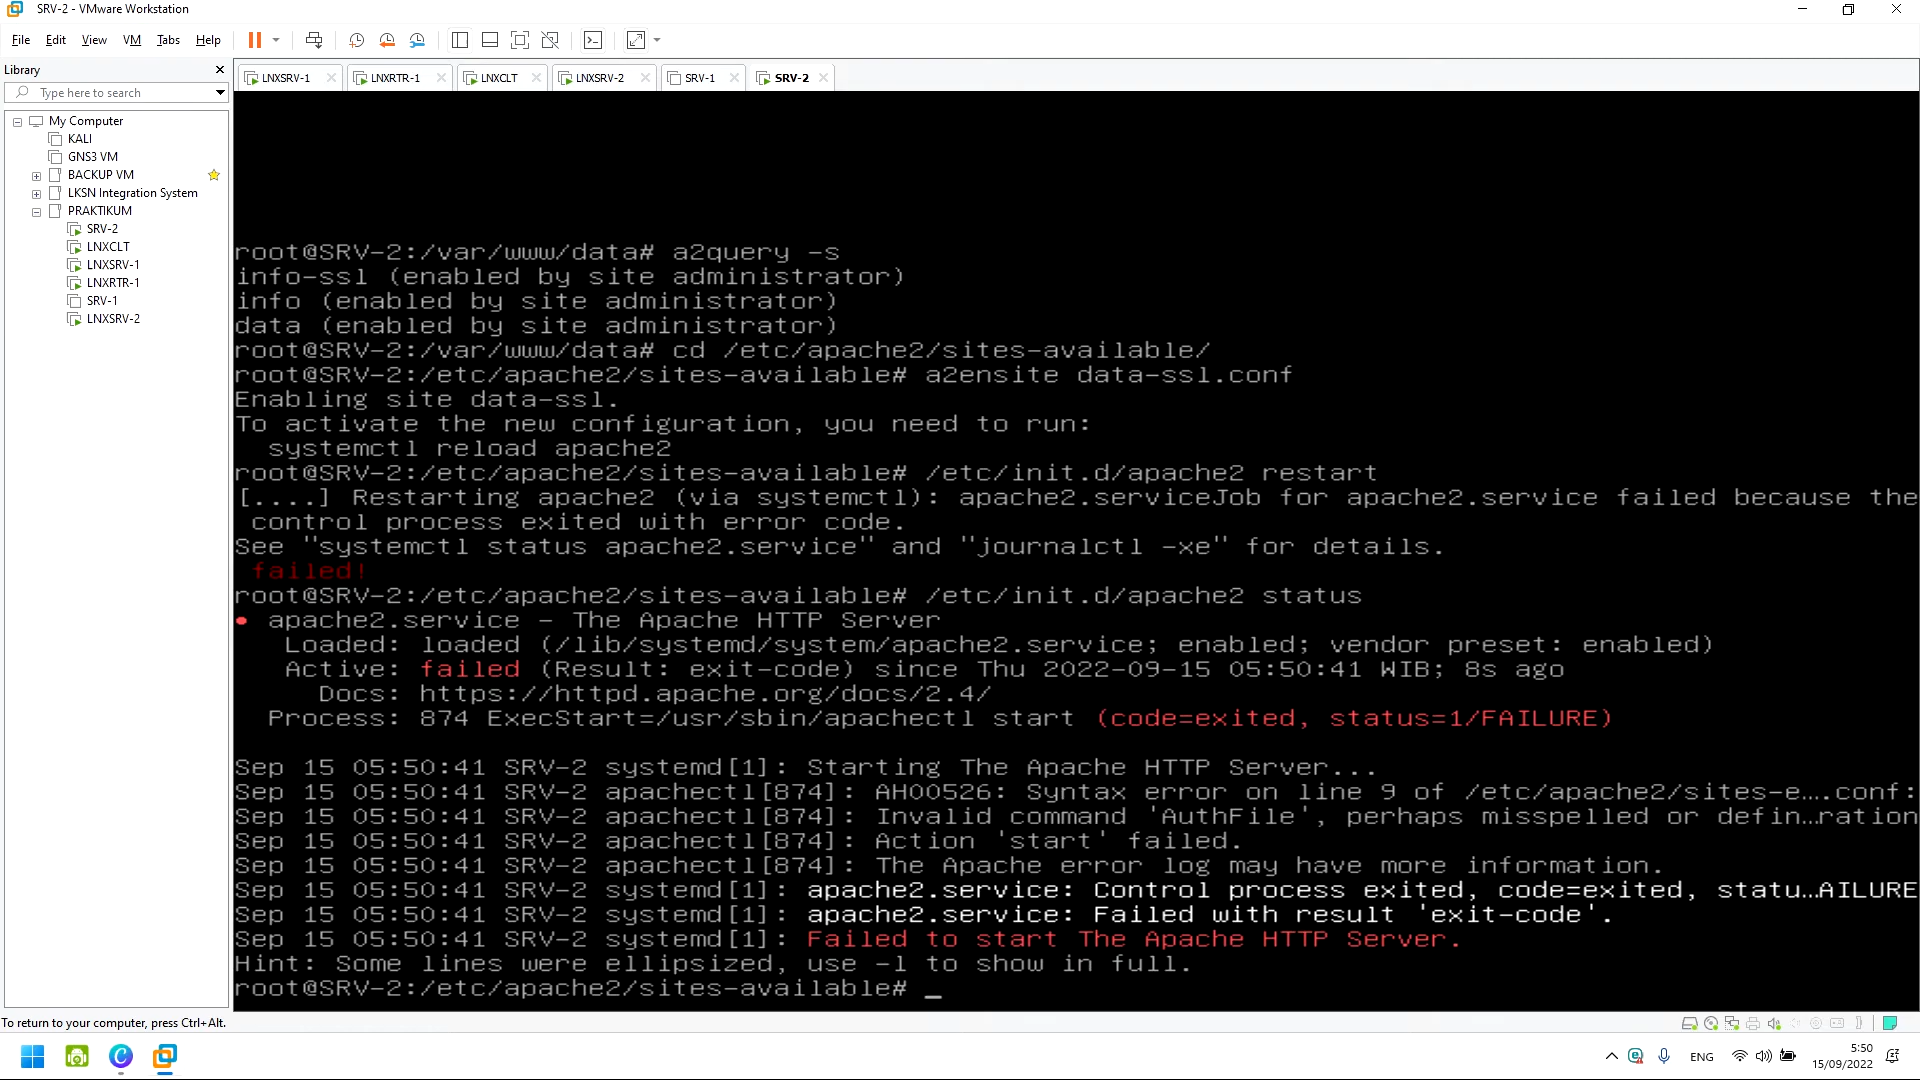 SRV-2 - VMware Workstation
File Edit View VM Tabs Help
Library
Type here to search
My Computer
KALI
GNS3 VM
BACKUP VM
LKSN Integration System
PRAKTIKUM
SRV-2
LNXCLT
LNXSRV-1
LNXRTR-1
SRV-1
LNXSRV-2
LNXSRV-1 LNXRTR-1 LNXCLT LNXSRV-2 SRV-1 SRV-2
root@SRV-2:/var/www/data# a2query -s
info-ssl (enabled by site administrator)
info (enabled by site administrator)
data (enabled by site administrator)
root@SRV-2:/var/www/data# cd /etc/apache2/sites-available/
root@SRV-2:/etc/apache2/sites-available# a2ensite data-ssl.conf
Enabling site data-ssl.
To activate the new configuration, you need to run:
  systemctl reload apache2
root@SRV-2:/etc/apache2/sites-available# /etc/init.d/apache2 restart
[....] Restarting apache2 (via systemctl): apache2.serviceJob for apache2.service failed because the
 control process exited with error code.
See "systemctl status apache2.service" and "journalctl -xe" for details.
 failed!
root@SRV-2:/etc/apache2/sites-available# /etc/init.d/apache2 status
● apache2.service - The Apache HTTP Server
   Loaded: loaded (/lib/systemd/system/apache2.service; enabled; vendor preset: enabled)
   Active: failed (Result: exit-code) since Thu 2022-09-15 05:50:41 WIB; 8s ago
     Docs: https://httpd.apache.org/docs/2.4/
  Process: 874 ExecStart=/usr/sbin/apachectl start (code=exited, status=1/FAILURE)
Sep 15 05:50:41 SRV-2 systemd[1]: Starting The Apache HTTP Server...
Sep 15 05:50:41 SRV-2 apachectl[874]: AH00526: Syntax error on line 9 of /etc/apache2/sites-e....conf:
Sep 15 05:50:41 SRV-2 apachectl[874]: Invalid command 'AuthFile', perhaps misspelled or defin...ration
Sep 15 05:50:41 SRV-2 apachectl[874]: Action 'start' failed.
Sep 15 05:50:41 SRV-2 apachectl[874]: The Apache error log may have more information.
Sep 15 05:50:41 SRV-2 systemd[1]: apache2.service: Control process exited, code=exited, statu...AILURE
Sep 15 05:50:41 SRV-2 systemd[1]: apache2.service: Failed with result 'exit-code'.
Sep 15 05:50:41 SRV-2 systemd[1]: Failed to start The Apache HTTP Server.
Hint: Some lines were ellipsized, use -l to show in full.
root@SRV-2:/etc/apache2/sites-available# _
To return to your computer, press Ctrl+Alt.
ENG
5:50
15/09/2022